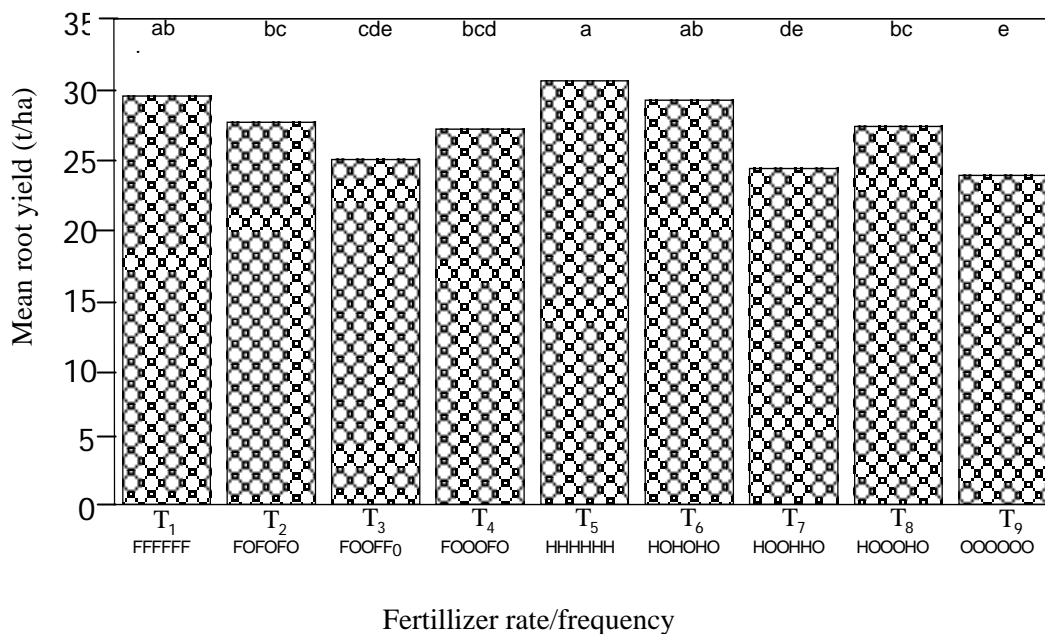 Mean root yield (t/ha)
35
30
25
20
15
10
5
0
ab bc cde bcd a ab de bc e
T1 T2 T3 T4 T5 T6 T7 T8 T9
FFFFFF FOFOFO FOOFF0 FOOOFO HHHHHH HOHOHO HOOHHO HOOOHO OOOOOO
Fertillizer rate/frequency